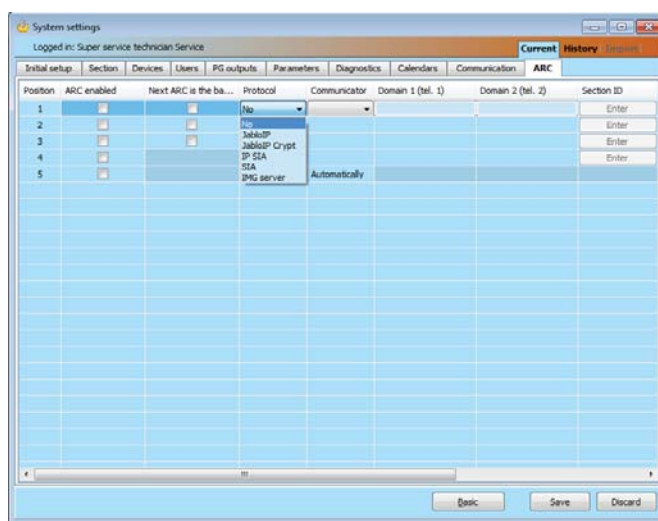 System settings
Logged in: Super service technician Service
Current History Import
Initial setup Section Devices Users PG outputs Parameters Diagnostics Calendars Communication ARC
Position ARC enabled Next ARC is the ba... Protocol Communicator Domain 1 (tel. 1) Domain 2 (tel. 2) Section ID
1 No Enter
2 No Enter
3 JabloIP Enter
JabloIP Crypt
4 IP SIA Enter
SIA
5 IMG server Automatically
Basic Save Discard